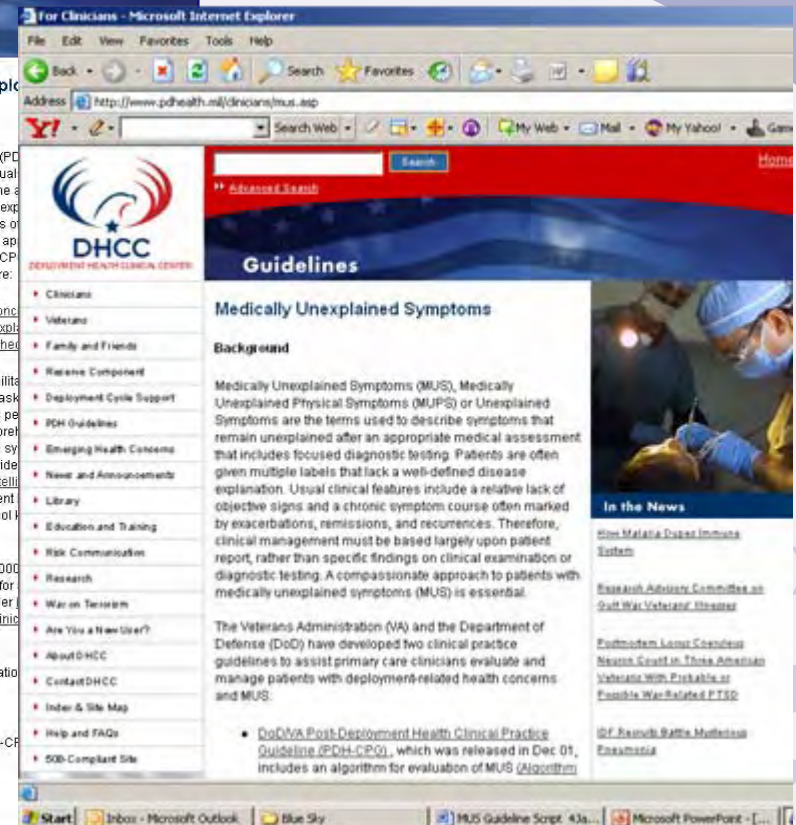 For Clinicians - Microsoft Internet Explorer
File Edit View Favorites Tools Help
Back Search Favorites
Address http://www.pdhealth.mil/clinicians/mus.asp
Y! Search Web My Web Mail My Yahoo!
Search
Home
Advanced Search
DHCC
DEPLOYMENT HEALTH CLINICAL CENTER
Guidelines
Clinicians
Veterans
Family and Friends
Reserve Component
Deployment Cycle Support
PDH Guidelines
Emerging Health Concerns
News and Announcements
Library
Education and Training
Risk Communication
Research
War on Terrorism
Are You a New User?
About DHCC
Contact DHCC
Index & Site Map
Help and FAQs
508-Compliant Site
Medically Unexplained Symptoms
Background
Medically Unexplained Symptoms (MUS), Medically
Unexplained Physical Symptoms (MUPS) or Unexplained
Symptoms are the terms used to describe symptoms that
remain unexplained after an appropriate medical assessment
that includes focused diagnostic testing. Patients are often
given multiple labels that lack a well-defined disease
explanation. Usual clinical features include a relative lack of
objective signs and a chronic symptom course often marked
by exacerbations, remissions, and recurrences. Therefore,
clinical management must be based largely upon patient
report, rather than specific findings on clinical examination or
diagnostic testing. A compassionate approach to patients with
medically unexplained symptoms (MUS) is essential.
The Veterans Administration (VA) and the Department of
Defense (DoD) have developed two clinical practice
guidelines to assist primary care clinicians evaluate and
manage patients with deployment-related health concerns
and MUS:
DoD/VA Post-Deployment Health Clinical Practice
Guideline (PDH-CPG), which was released in Dec 01,
includes an algorithm for evaluation of MUS (Algorithm
In the News
How Malaria Dupes Immune
System
Research Advisory Committee on
Gulf War Veterans' Illnesses
Postmortem Locus Coeruleus
Neuron Count in Three American
Veterans With Probable or
Possible War-Related PTSD
IDF Recruits Battle Mysterious
Pneumonia
Start Inbox - Microsoft Outlook Blue Sky MUS Guideline Script 4Ja... Microsoft PowerPoint - [...